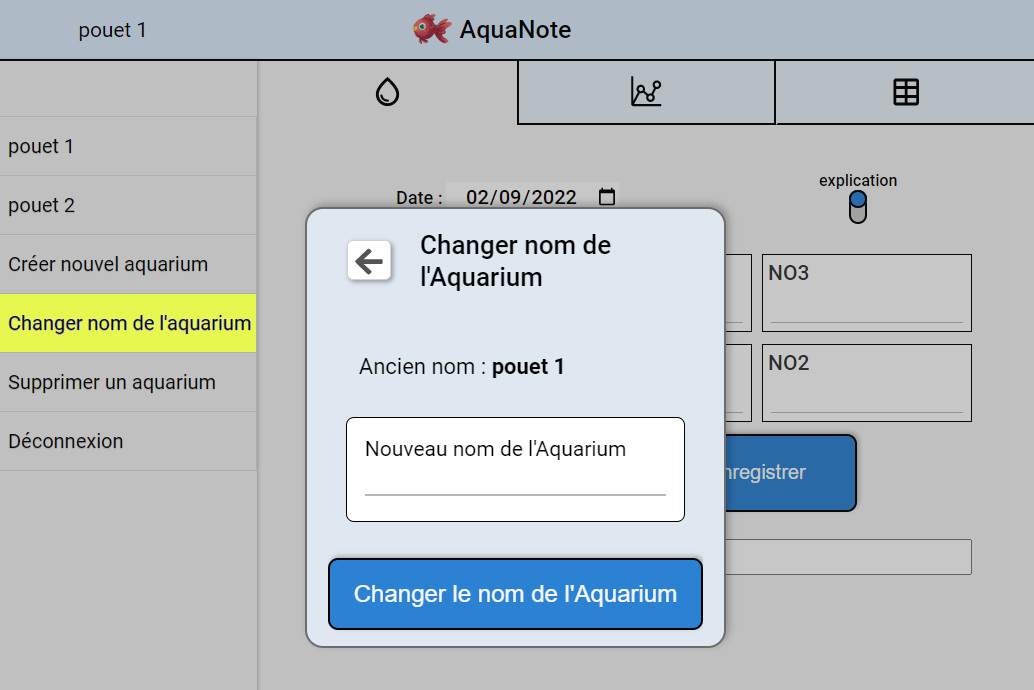 pouet 1
AquaNote
pouet 1
pouet 2
Créer nouvel aquarium
Changer nom de l'aquarium
Supprimer un aquarium
Déconnexion
Date : 02/09/2022
explication
Changer nom de
l'Aquarium
Ancien nom : pouet 1
Nouveau nom de l'Aquarium
Changer le nom de l'Aquarium
NO3
NO2
nregistrer